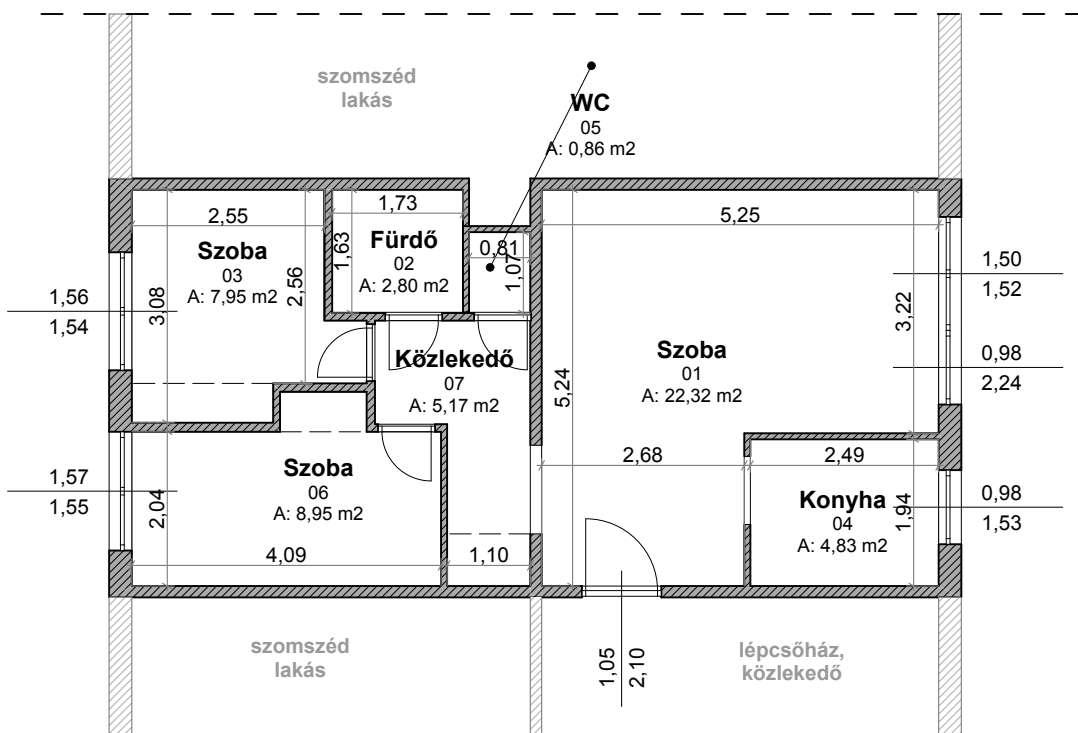 szomszéd
lakás
WC
05
A: 0,86 m2
2,55
1,73
5,25
Szoba
03
A: 7,95 m2
2,56
3,08
1,63
Fürdő
02
A: 2,80 m2
0,81
1,07
1,56
1,54
1,50
1,52
3,22
0,98
2,24
Közlekedő
07
A: 5,17 m2
Szoba
01
A: 22,32 m2
5,24
2,68
2,49
Szoba
06
A: 8,95 m2
1,57
1,55
2,04
4,09
1,10
Konyha
04
A: 4,83 m2
1,94
0,98
1,53
szomszéd
lakás
1,05
2,10
lépcsőház,
közlekedő